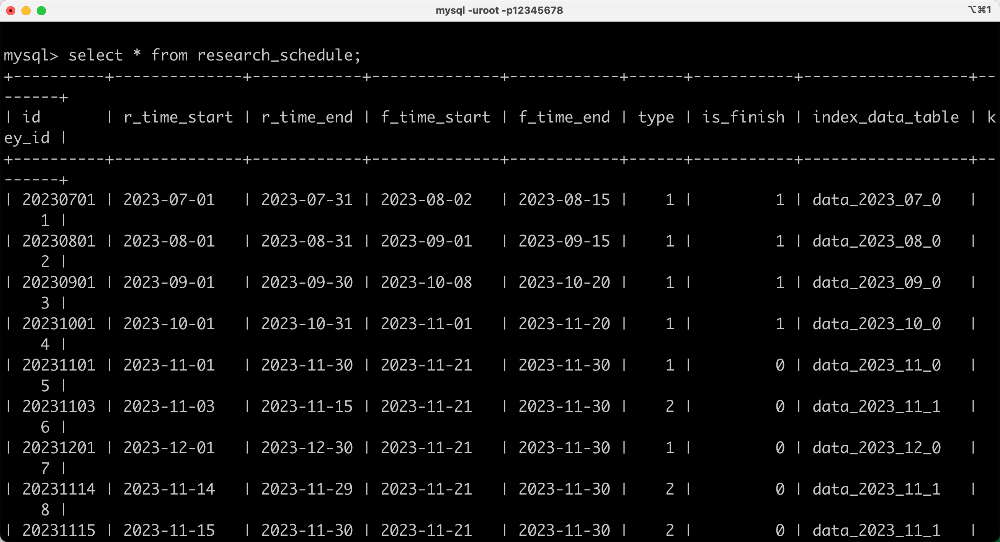 mysql -uroot -p12345678
⌥⌘1
mysql> select * from research_schedule;
+----------+--------------+------------+--------------+------------+------+-----------+------------------+--
------+
| id       | r_time_start | r_time_end | f_time_start | f_time_end | type | is_finish | index_data_table | k
ey_id |
+----------+--------------+------------+--------------+------------+------+-----------+------------------+--
------+
| 20230701 | 2023-07-01   | 2023-07-31 | 2023-08-02   | 2023-08-15 |    1 |         1 | data_2023_07_0   |
    1 |
| 20230801 | 2023-08-01   | 2023-08-31 | 2023-09-01   | 2023-09-15 |    1 |         1 | data_2023_08_0   |
    2 |
| 20230901 | 2023-09-01   | 2023-09-30 | 2023-10-08   | 2023-10-20 |    1 |         1 | data_2023_09_0   |
    3 |
| 20231001 | 2023-10-01   | 2023-10-31 | 2023-11-01   | 2023-11-20 |    1 |         1 | data_2023_10_0   |
    4 |
| 20231101 | 2023-11-01   | 2023-11-30 | 2023-11-21   | 2023-11-30 |    1 |         0 | data_2023_11_0   |
    5 |
| 20231103 | 2023-11-03   | 2023-11-15 | 2023-11-21   | 2023-11-30 |    2 |         0 | data_2023_11_1   |
    6 |
| 20231201 | 2023-12-01   | 2023-12-30 | 2023-11-21   | 2023-11-30 |    1 |         0 | data_2023_12_0   |
    7 |
| 20231114 | 2023-11-14   | 2023-11-29 | 2023-11-21   | 2023-11-30 |    2 |         0 | data_2023_11_1   |
    8 |
| 20231115 | 2023-11-15   | 2023-11-30 | 2023-11-21   | 2023-11-30 |    2 |         0 | data_2023_11_1   |